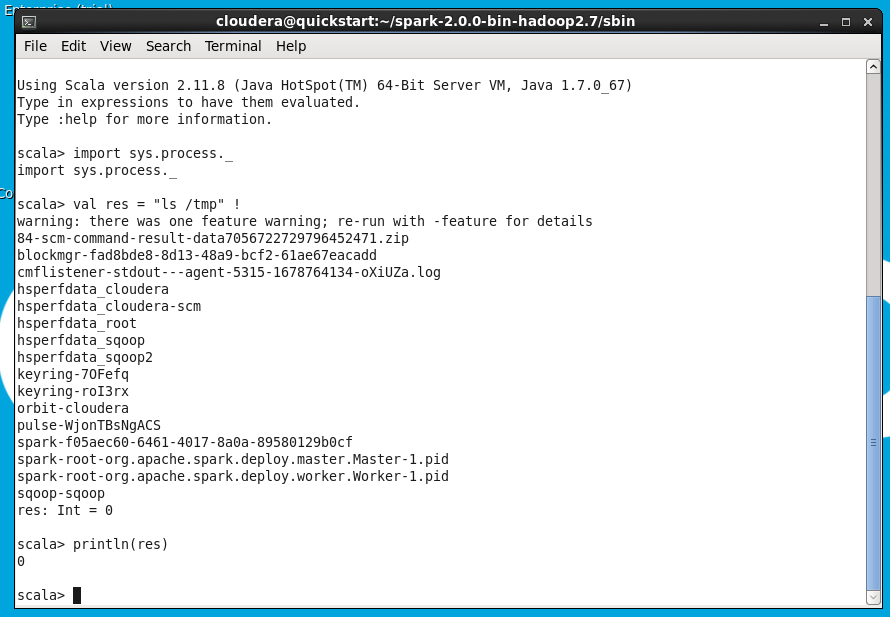 Enterprise (trial)
cloudera@quickstart:~/spark-2.0.0-bin-hadoop2.7/sbin
File Edit View Search Terminal Help
Using Scala version 2.11.8 (Java HotSpot(TM) 64-Bit Server VM, Java 1.7.0_67)
Type in expressions to have them evaluated.
Type :help for more information.
scala> import sys.process._
import sys.process._
Co
scala> val res = "ls /tmp" !
warning: there was one feature warning; re-run with -feature for details
84-scm-command-result-data7056722729796452471.zip
blockmgr-fad8bde8-8d13-48a9-bcf2-61ae67eacadd
cmflistener-stdout---agent-5315-1678764134-oXiUZa.log
hsperfdata_cloudera
hsperfdata_cloudera-scm
hsperfdata_root
hsperfdata_sqoop
hsperfdata_sqoop2
keyring-7OFefq
keyring-roI3rx
orbit-cloudera
pulse-WjonTBsNgACS
spark-f05aec60-6461-4017-8a0a-89580129b0cf
spark-root-org.apache.spark.deploy.master.Master-1.pid
spark-root-org.apache.spark.deploy.worker.Worker-1.pid
sqoop-sqoop
res: Int = 0
scala> println(res)
0
scala>